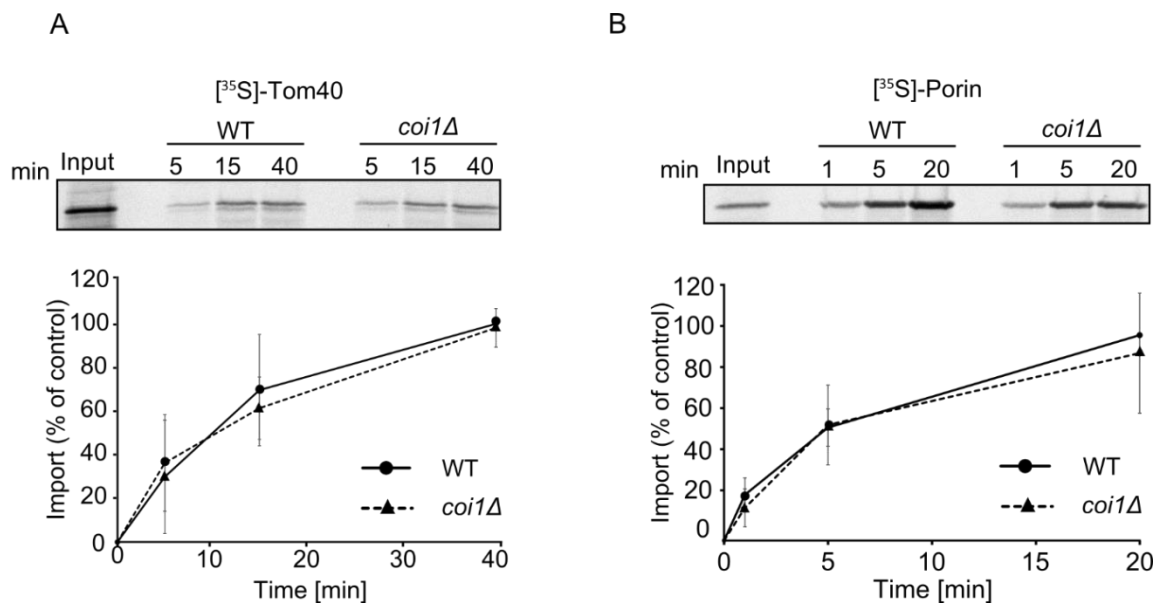 A
[³⁵S]-Tom40
WT coi1Δ
min Input 5 15 40 5 15 40
120
100
80
60
40
20
0
0 10 20 30 40
Import (% of control)
Time [min]
WT
coi1Δ
B
[³⁵S]-Porin
WT coi1Δ
min Input 1 5 20 1 5 20
120
100
80
60
40
20
0
0 5 10 15 20
Import (% of control)
Time [min]
WT
coi1Δ